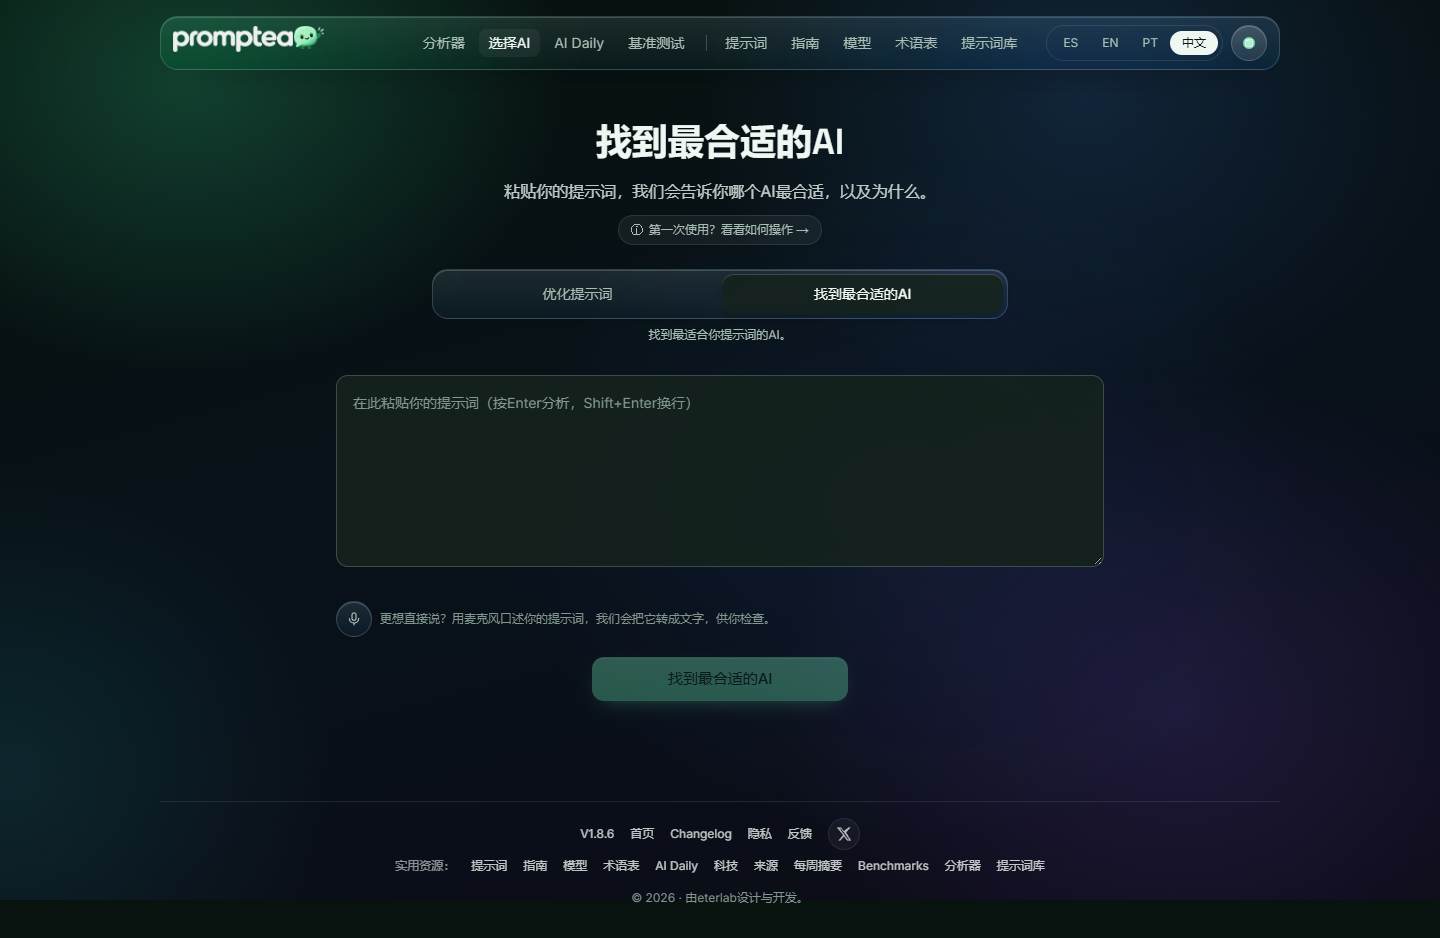 promptea
分析器 选择AI AI Daily 基准测试 提示词 指南 模型 术语表 提示词库 ES EN PT 中文
找到最合适的AI
粘贴你的提示词，我们会告诉你哪个AI最合适，以及为什么。
第一次使用？看看如何操作 →
优化提示词 找到最合适的AI
找到最适合你提示词的AI。
在此粘贴你的提示词（按Enter分析，Shift+Enter换行）
更想直接说？用麦克风口述你的提示词，我们会把它转成文字，供你检查。
找到最合适的AI
V1.8.6 首页 Changelog 隐私 反馈
实用资源： 提示词 指南 模型 术语表 AI Daily 科技 来源 每周摘要 Benchmarks 分析器 提示词库
© 2026 · 由eterlab设计与开发。